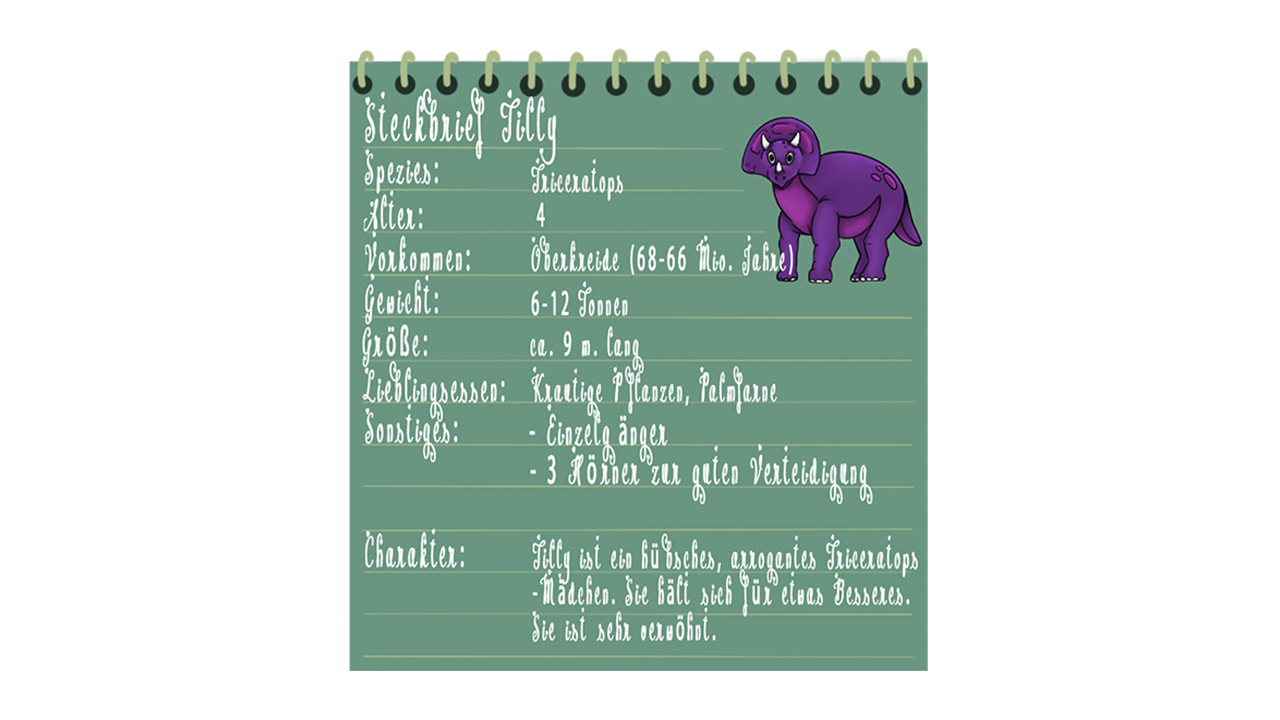 Steckbrief Tilly
Spezies: Triceratops
Alter: 4
Vorkommen: Oberkreide (68-66 Mio. Jahre)
Gewicht: 6-12 Tonnen
Größe: ca. 9 m. lang
Lieblingsessen: Krautige Pflanzen, Palmfarne
Sonstiges: - Einzelg änger
- 3 Hörner zur guten Verteidigung
Charakter: Tilly ist ein hübsches, arrogantes Triceratops
-Mädchen. Sie hält sich für etwas Besseres.
Sie ist sehr verwöhnt.